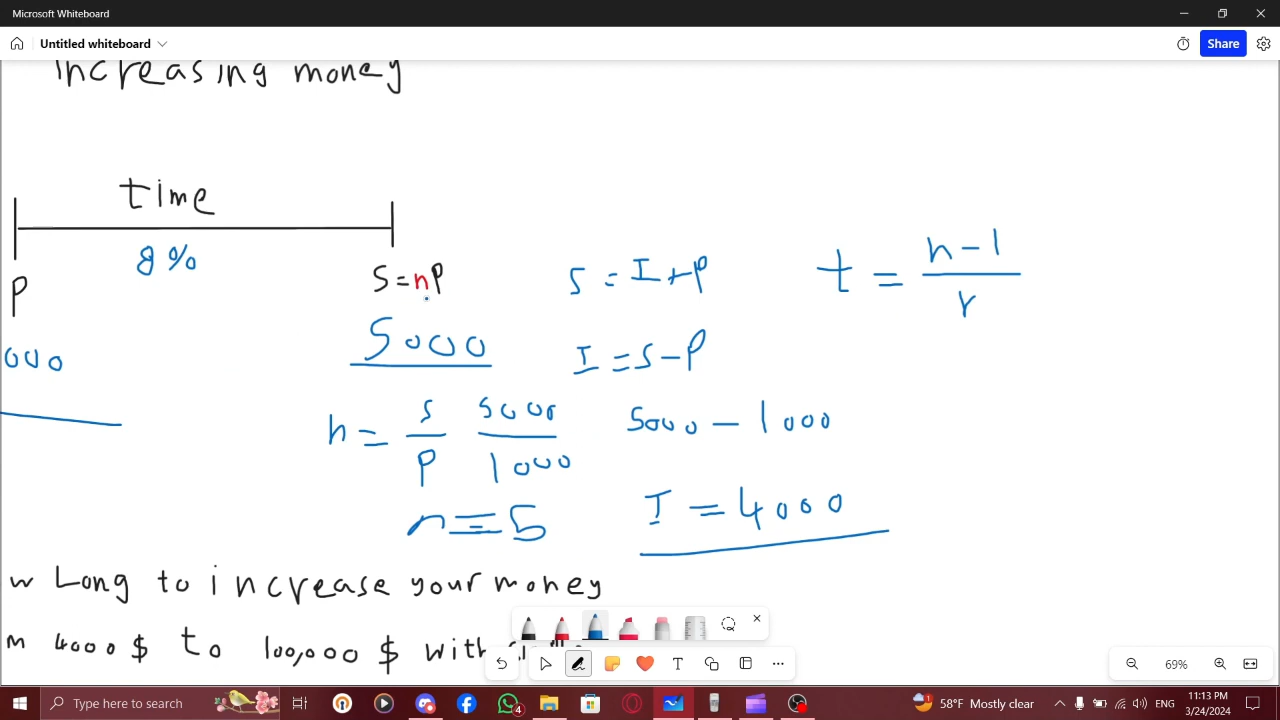 Microsoft Whiteboard
Untitled whiteboard
Share
increasing money
time
8%
P
S=nP
S = I+P
t = n-1
r
000
5000
I = S-P
n = S 5000
P 1000
5000 - 1000
n = 5
I = 4000
w Long to increase your money
m 4000 $ to 100,000 $ with
69%
Type here to search
4
58°F Mostly clear
ENG
11:13 PM
3/24/2024